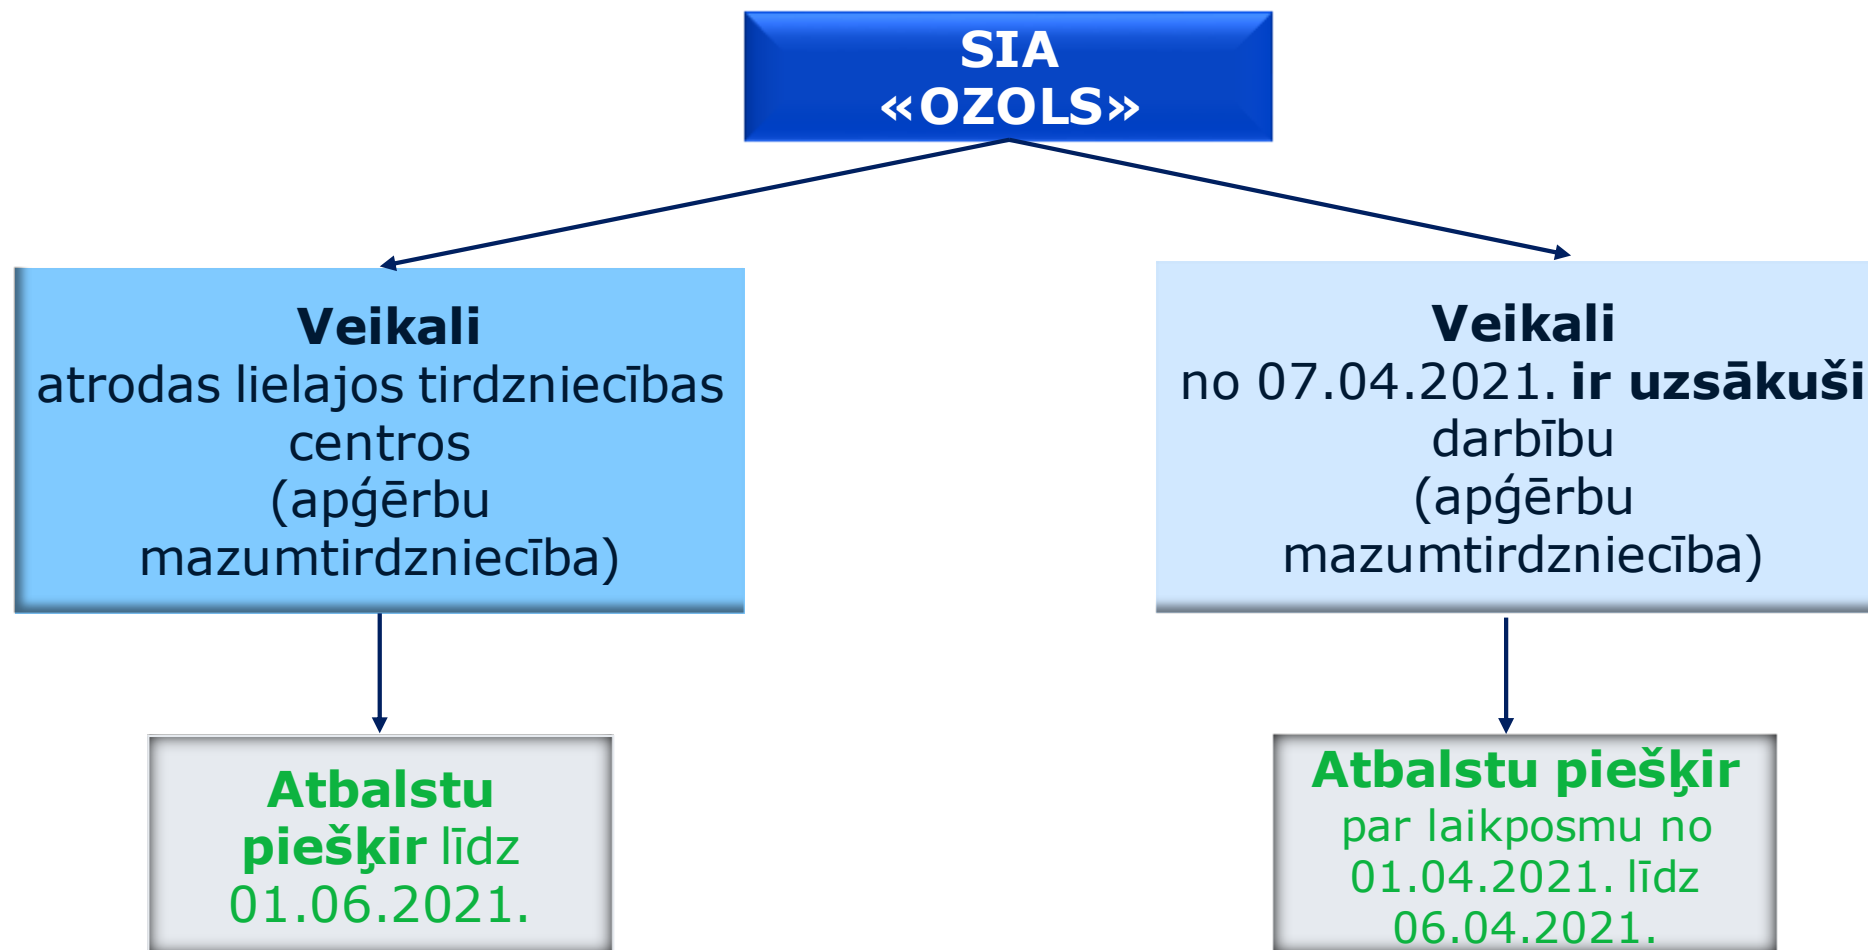 SIA
«OZOLS»
Veikali
atrodas lielajos tirdzniecības
centros
(apģērbu
mazumtirdzniecība)
Veikali
no 07.04.2021. ir uzsākuši
darbību
(apģērbu
mazumtirdzniecība)
Atbalstu
piešķir līdz
01.06.2021.
Atbalstu piešķir
par laikposmu no
01.04.2021. līdz
06.04.2021.